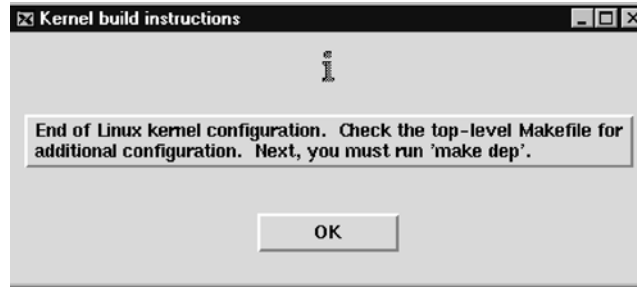 Kernel build instructions
End of Linux kernel configuration.  Check the top-level Makefile for
additional configuration.  Next, you must run 'make dep'.
OK